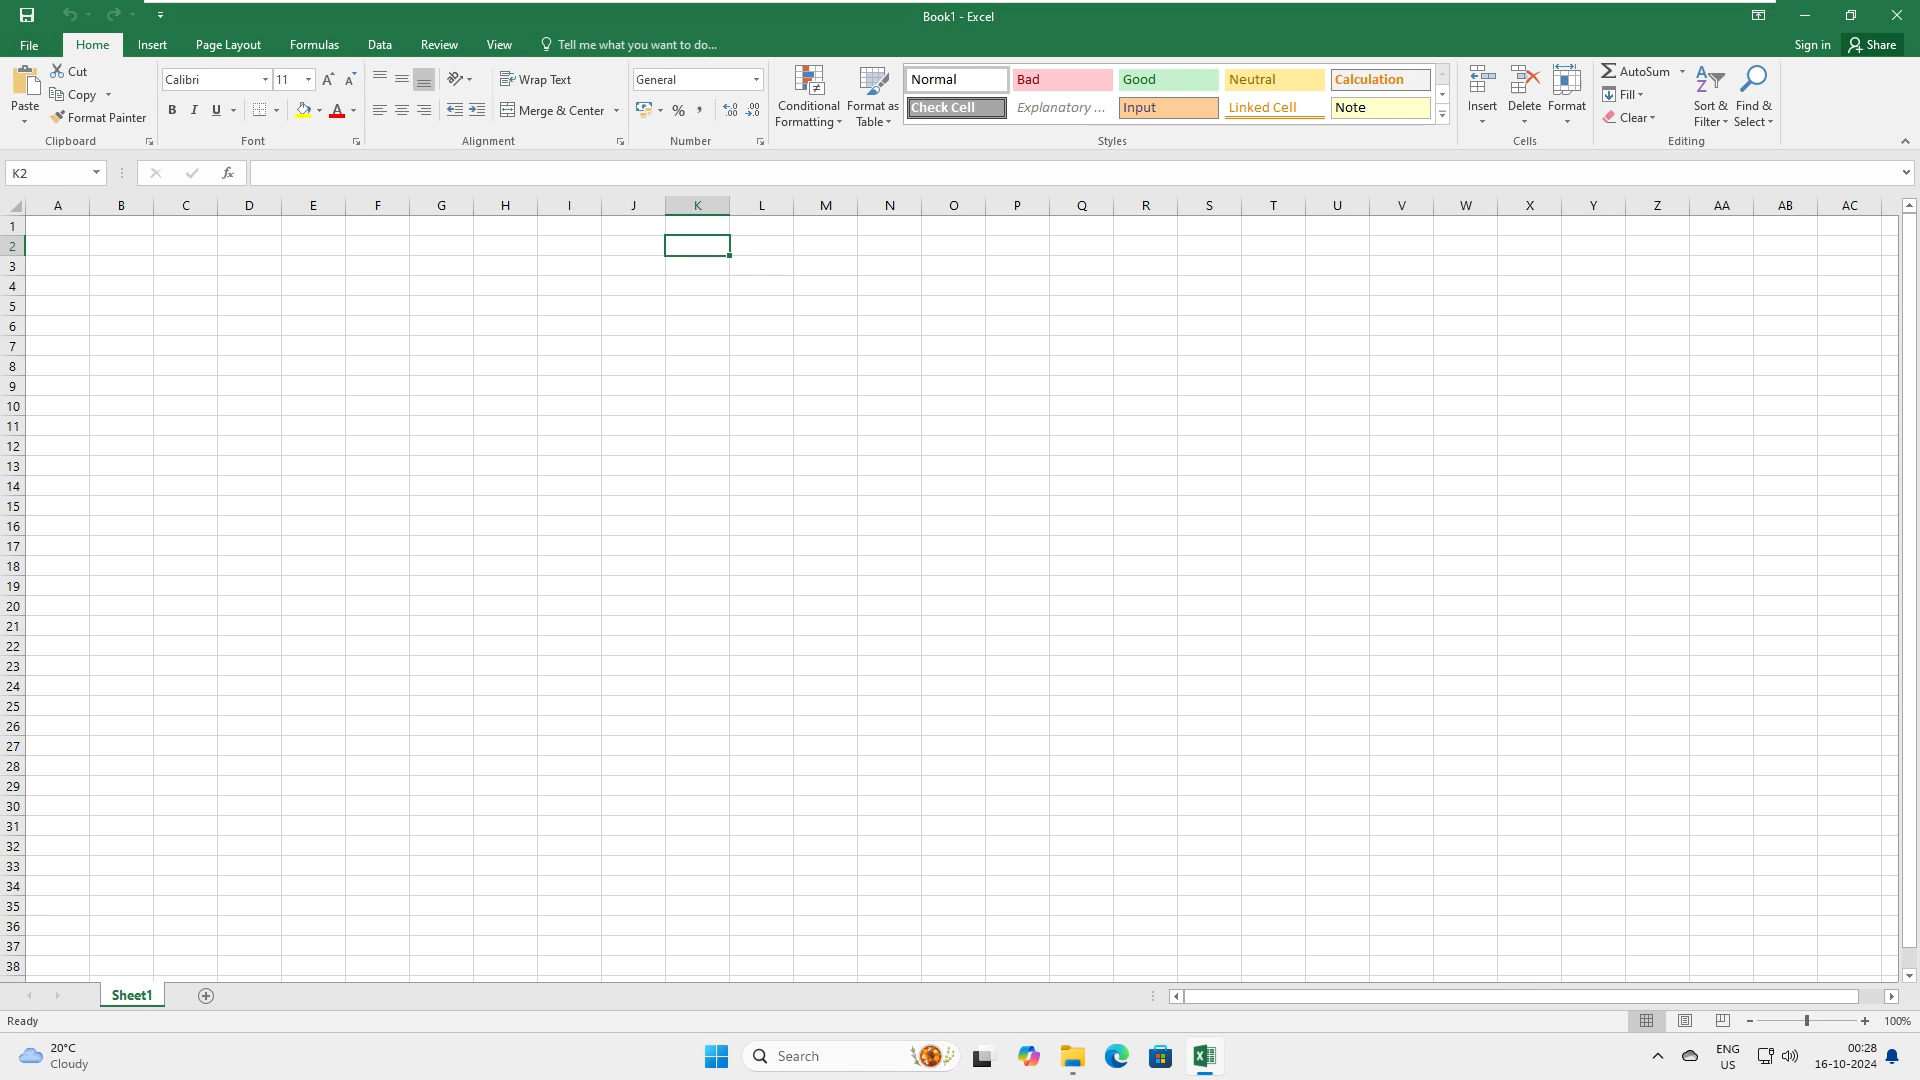 Book1 - Excel
File Home Insert Page Layout Formulas Data Review View Tell me what you want to do... Sign in Share
Paste
Cut
Copy
Format Painter
Clipboard
Calibri 11
B I U A
Font
Wrap Text
Merge & Center
Alignment
General
% ,
Number
Conditional Formatting
Format as Table
Normal Bad Good Neutral Calculation
Check Cell Explanatory ... Input Linked Cell Note
Styles
Insert Delete Format
Cells
AutoSum
Fill
Clear
Sort & Filter
Find & Select
Editing
K2
fx
A B C D E F G H I J K L M N O P Q R S T U V W X Y Z AA AB AC
1
2
3
4
5
6
7
8
9
10
11
12
13
14
15
16
17
18
19
20
21
22
23
24
25
26
27
28
29
30
31
32
33
34
35
36
37
38
Sheet1
Ready
100%
20°C
Cloudy
Search
ENG
US
00:28
16-10-2024